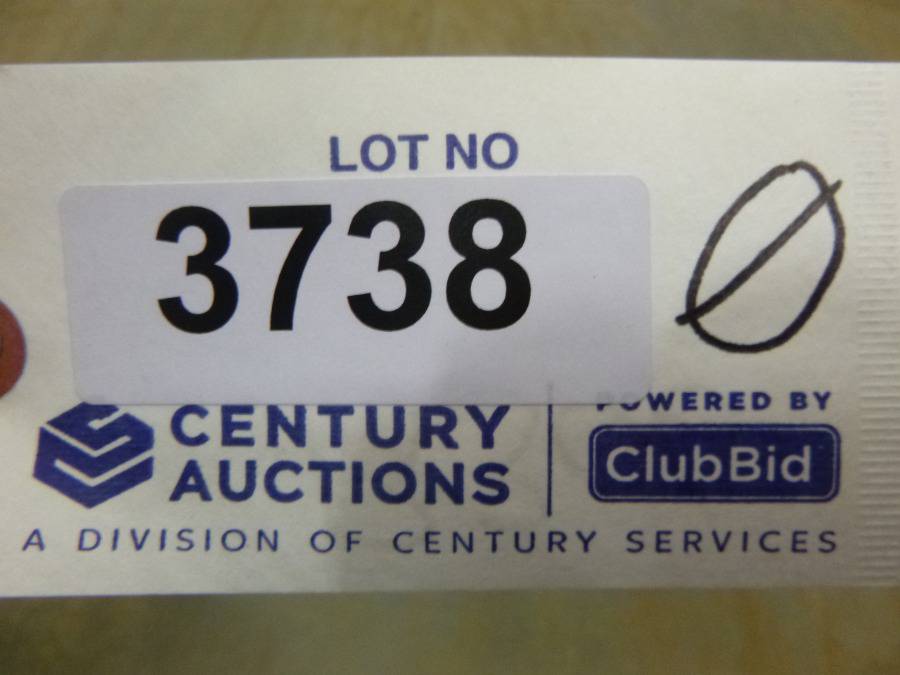 LOT NO
3738 Ø
CENTURY
AUCTIONS
POWERED BY
ClubBid
A DIVISION OF CENTURY SERVICES